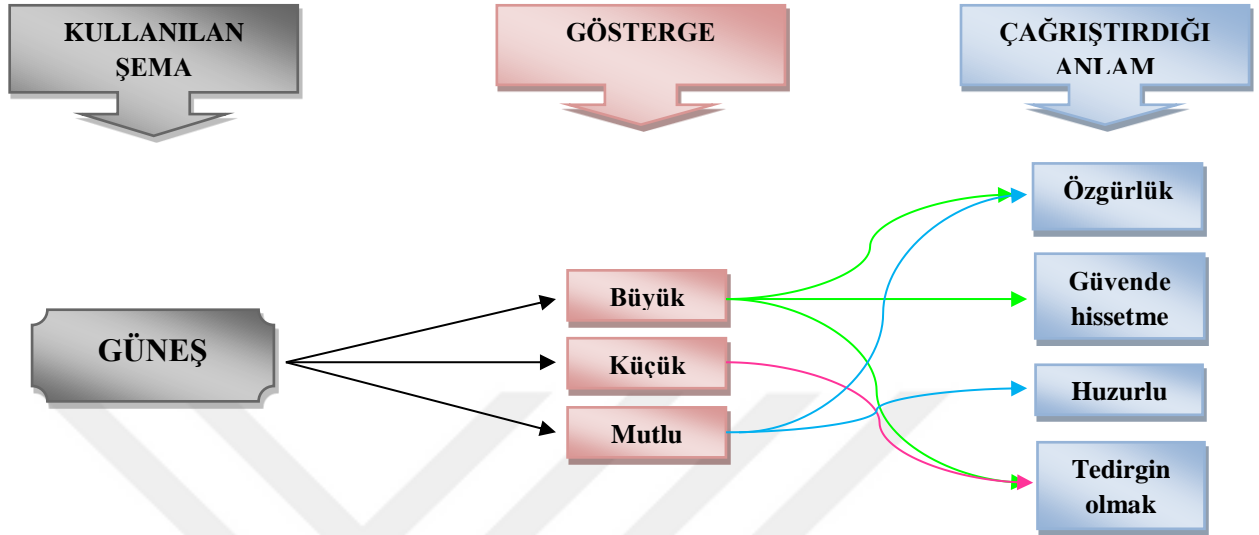 KULLANILAN
ŞEMA
GÖSTERGE
ÇAĞRIŞTIRDIĞI
ANLAM
GÜNEŞ
Büyük
Küçük
Mutlu
Özgürlük
Güvende
hissetme
Huzurlu
Tedirgin
olmak